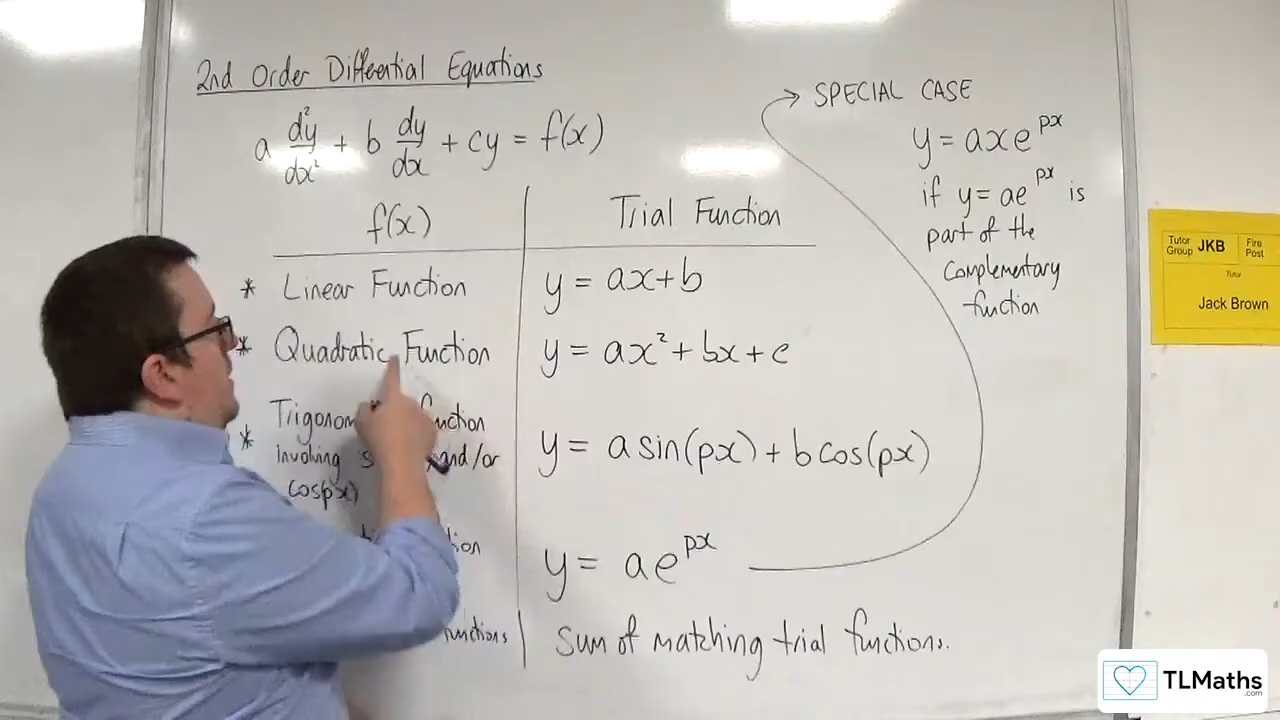 2nd Order Differential Equations
a d²y/dx² + b dy/dx + cy = f(x)
f(x)
Trial Function
* Linear Function
y = ax+b
* Quadratic Function
y = ax² + bx + c
* Trigonom function
involving and/or
cos(px)
y = a sin(px) + b cos(px)
y = ae^px
functions
Sum of matching trial functions.
→ SPECIAL CASE
y = axe^px
if y = ae^px is
part of the
complementary
function
Tutor Group JKB
Fire Post
Tutor
Jack Brown
TLMaths
.com